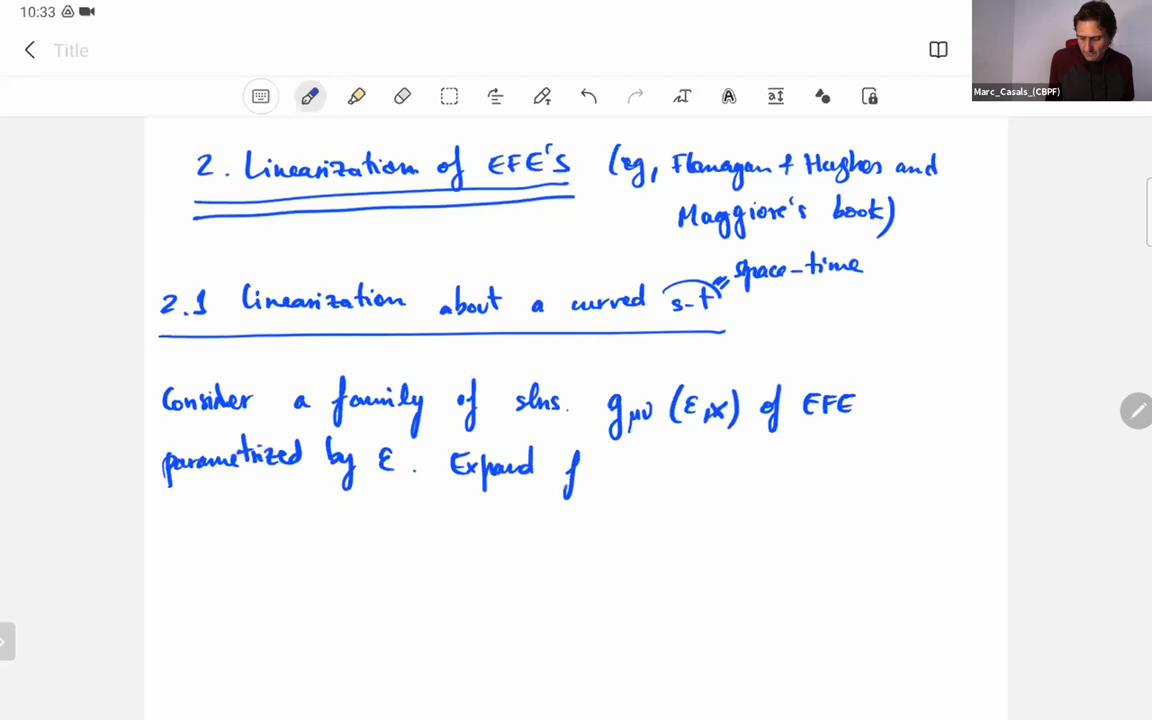 10:33
Title
Marc_Casals_(CBPF)
2. Linearization of EFE'S (eg, Flanagan + Hughes and
Maggiore's book)
space-time
2.1 Linearization about a curved s-t
Consider a family of slns. gμν (ε,x) of EFE
parametrized by ε. Expand f